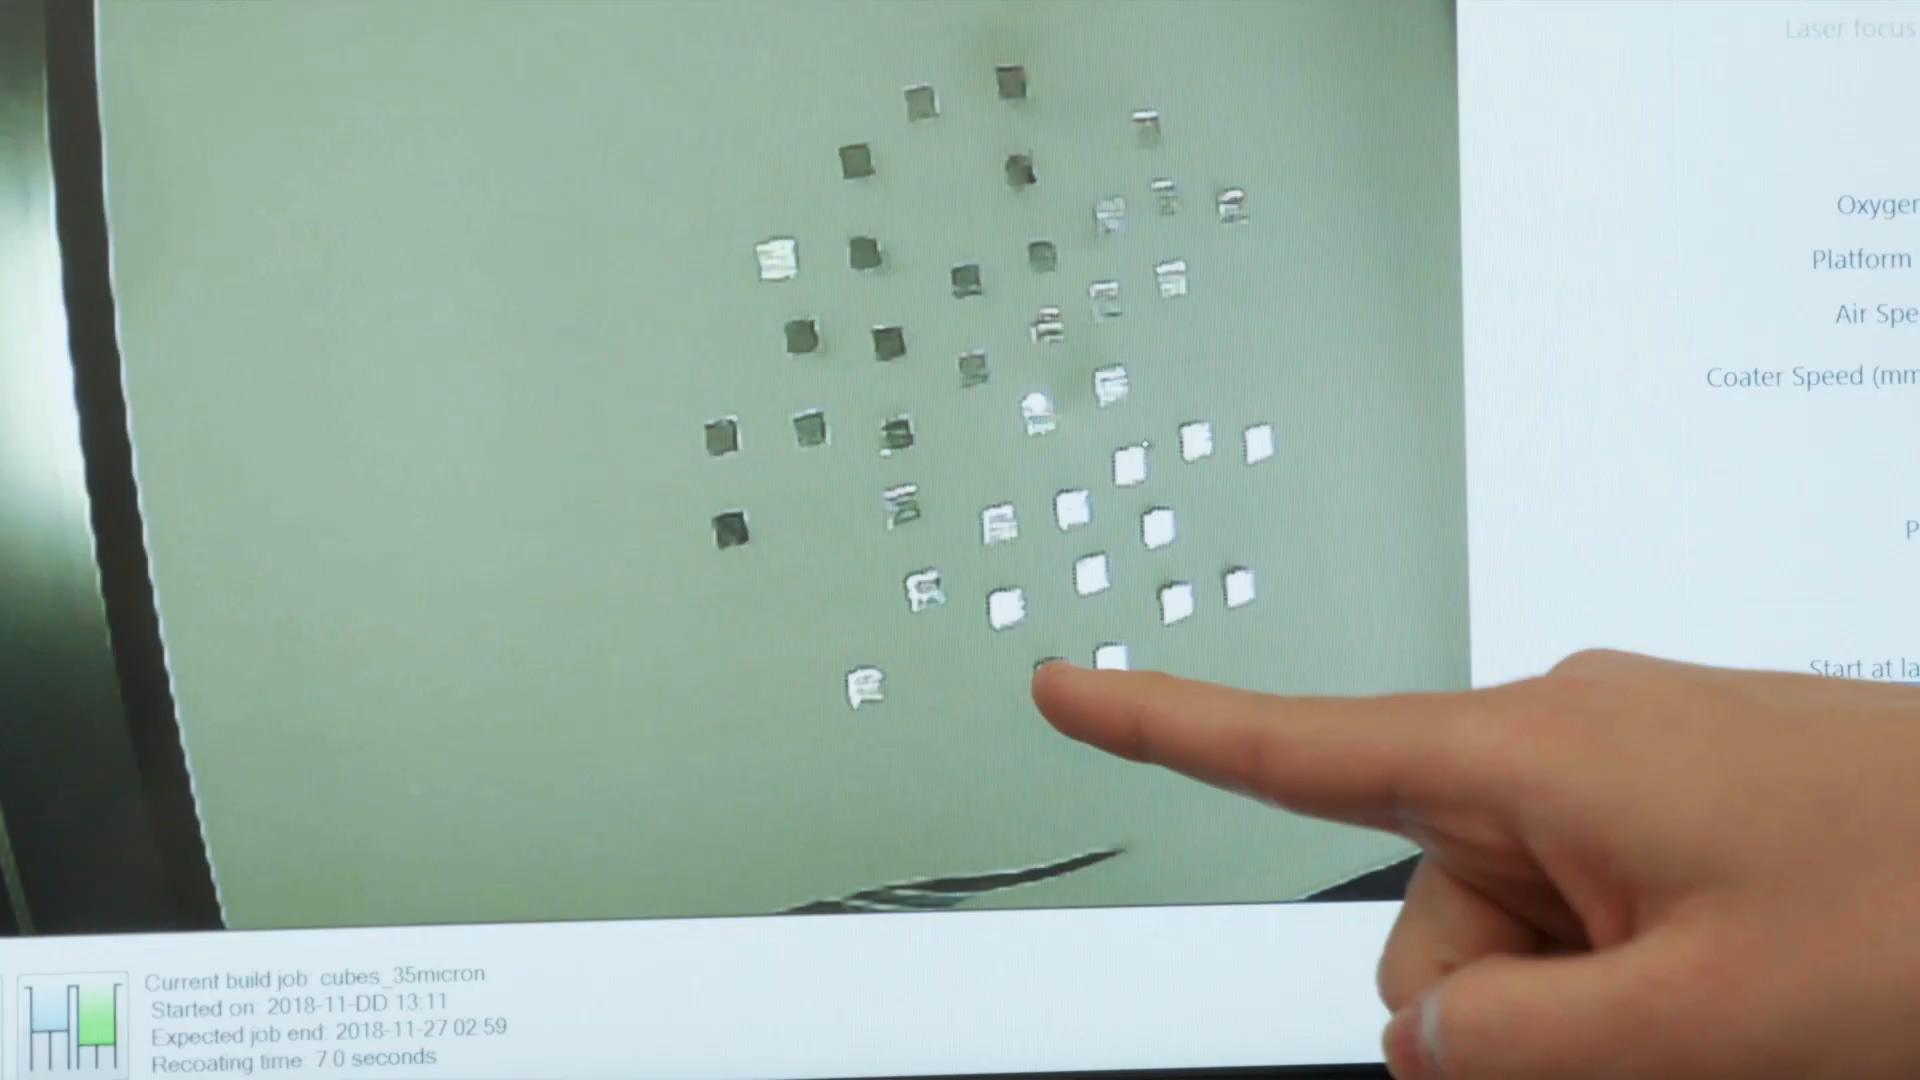 Laser focus
Oxygen
Platform
Air Spe
Coater Speed (mm
P
Start at la
Current build job: cubes_35micron
Started on: 2018-11-DD 13:11
Expected job end: 2018-11-27 02:59
Recoating time: 7.0 seconds